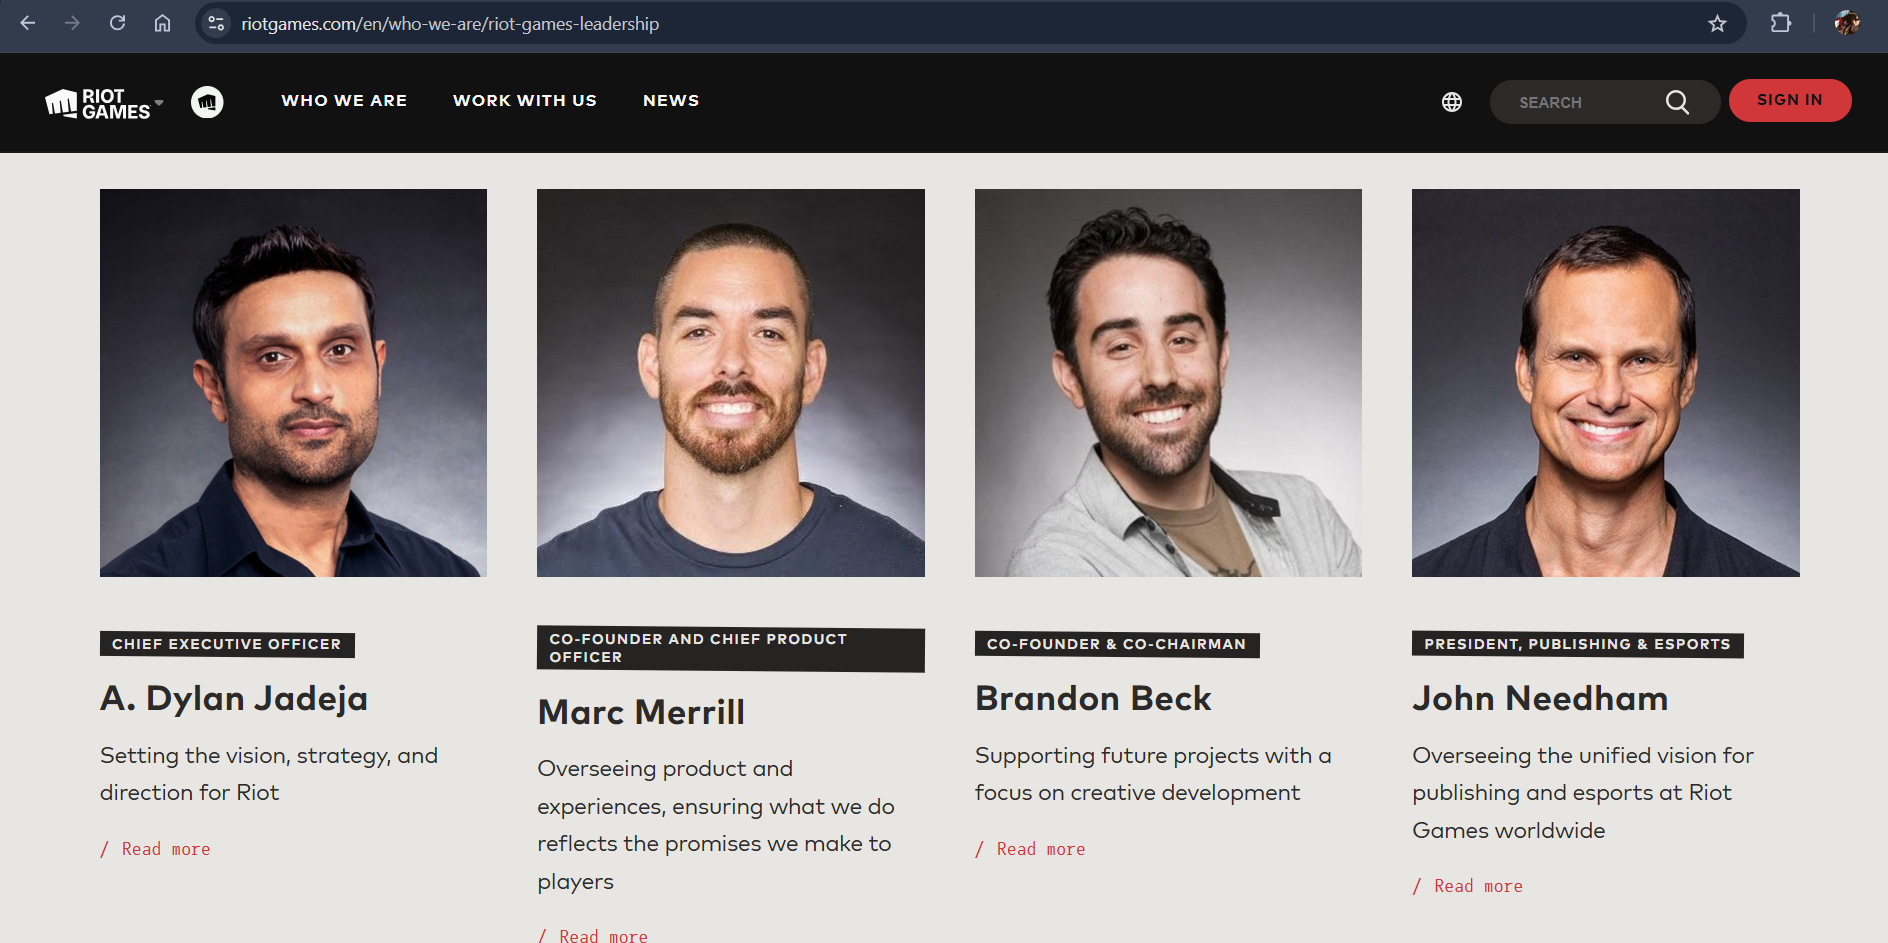 riotgames.com/en/who-we-are/riot-games-leadership
RIOT
GAMES
WHO WE ARE
WORK WITH US
NEWS
SEARCH
SIGN IN
CHIEF EXECUTIVE OFFICER
A. Dylan Jadeja
Setting the vision, strategy, and
direction for Riot
/ Read more
CO-FOUNDER AND CHIEF PRODUCT
OFFICER
Marc Merrill
Overseeing product and
experiences, ensuring what we do
reflects the promises we make to
players
/ Read more
CO-FOUNDER & CO-CHAIRMAN
Brandon Beck
Supporting future projects with a
focus on creative development
/ Read more
PRESIDENT, PUBLISHING & ESPORTS
John Needham
Overseeing the unified vision for
publishing and esports at Riot
Games worldwide
/ Read more